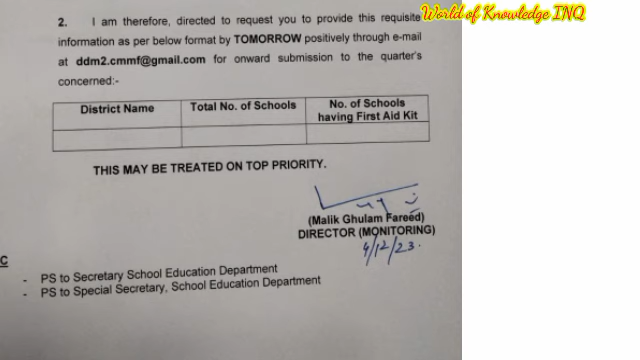 World of Knowledge INQ
2. I am therefore, directed to request you to provide this requisite
information as per below format by TOMORROW positively through e-mail
at ddm2.cmmf@gmail.com for onward submission to the quarter's
concerned:-
District Name Total No. of Schools No. of Schools
having First Aid Kit
THIS MAY BE TREATED ON TOP PRIORITY.
(Malik Ghulam Fareed)
DIRECTOR (MONITORING)
4/12/23.
C
- PS to Secretary School Education Department
- PS to Special Secretary, School Education Department